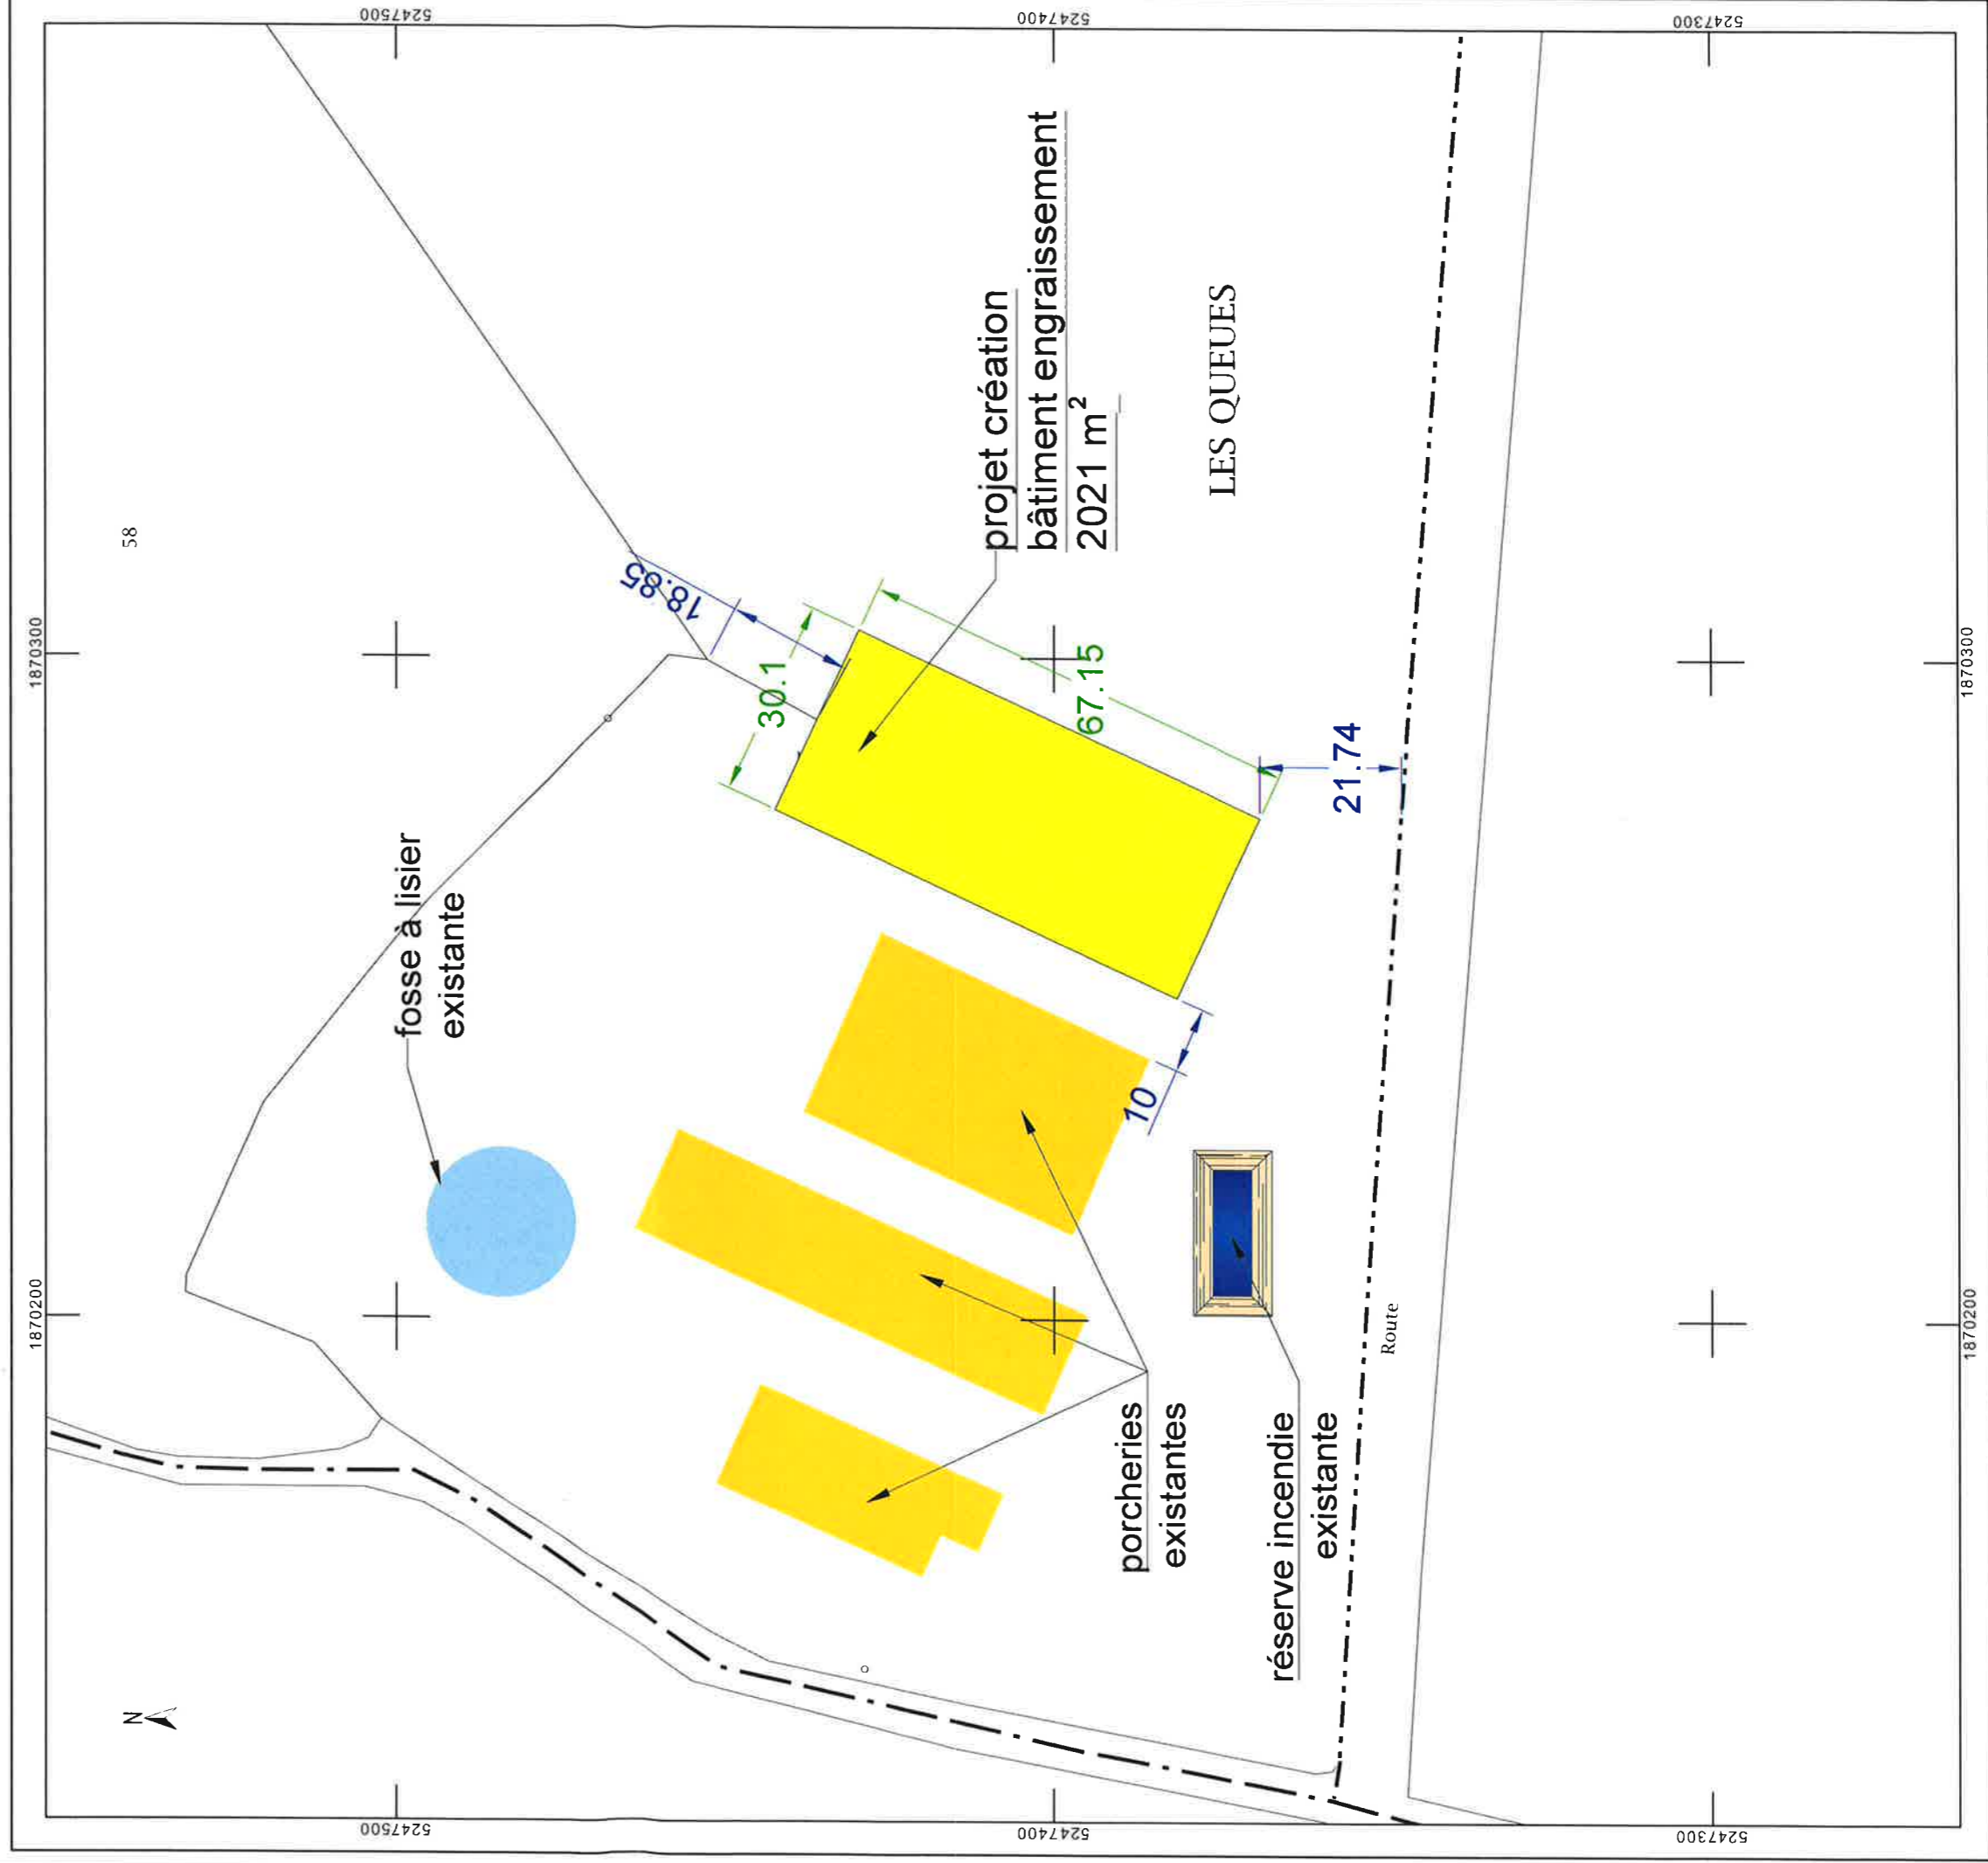 5247500
5247400
5247300
1870300
1870200
58
N
fosse à lisier
existante
18.85
30.1
67.15
21.74
10
projet création
bâtiment engraissement
2021 m²
LES QUEUES
porcheries
existantes
réserve incendie
existante
Route
1870300
1870200
5247500
5247400
5247300